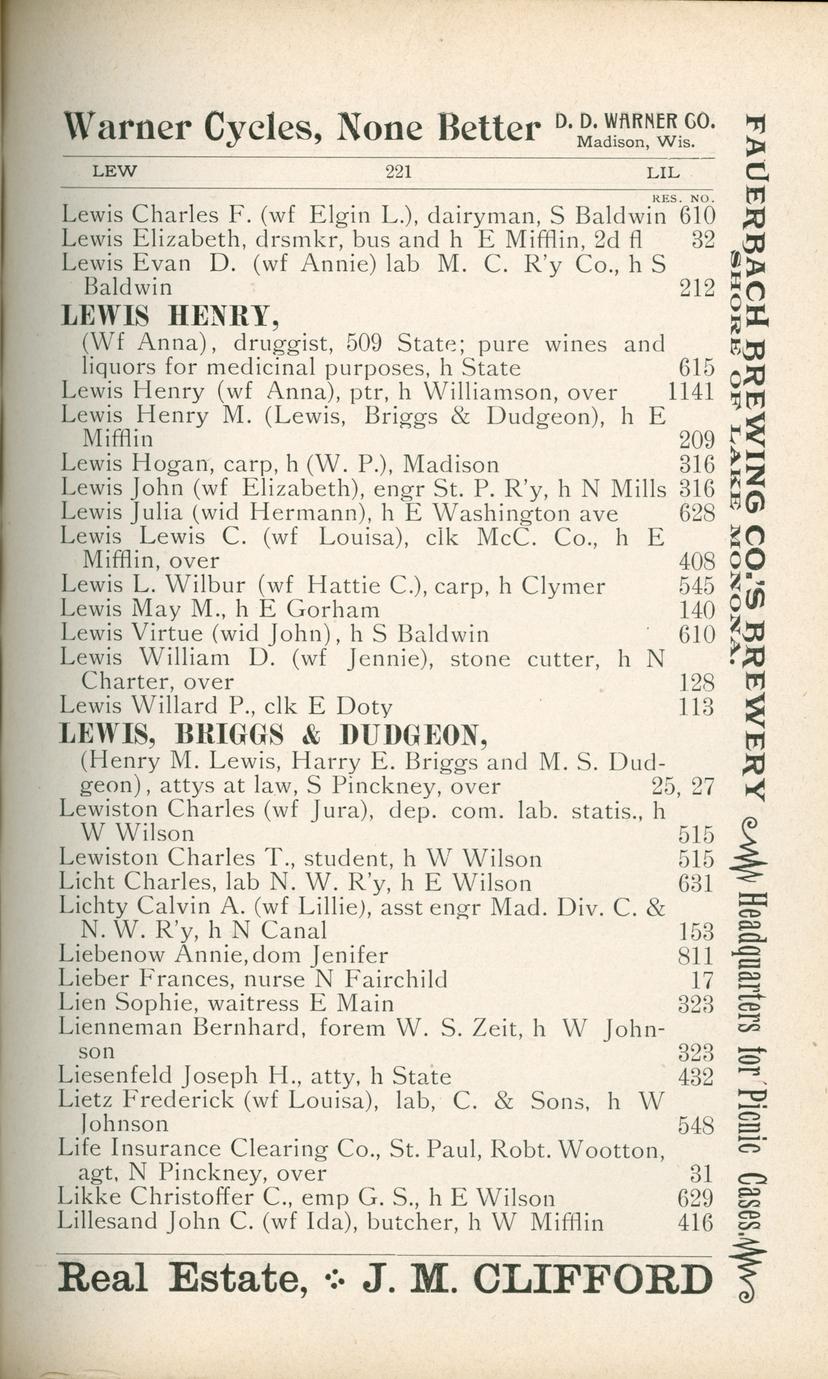 Warner Cycles, None Better D. D. WARNER CO.
Madison, Wis.
LEW 221 LIL
RES. NO.
Lewis Charles F. (wf Elgin L.), dairyman, S Baldwin 610
Lewis Elizabeth, drsmkr, bus and h E Mifflin, 2d fl 32
Lewis Evan D. (wf Annie) lab M. C. R'y Co., h S
Baldwin 212
LEWIS HENRY,
(Wf Anna), druggist, 509 State; pure wines and
liquors for medicinal purposes, h State 615
Lewis Henry (wf Anna), ptr, h Williamson, over 1141
Lewis Henry M. (Lewis, Briggs & Dudgeon), h E
Mifflin 209
Lewis Hogan, carp, h (W. P.), Madison 316
Lewis John (wf Elizabeth), engr St. P. R'y, h N Mills 316
Lewis Julia (wid Hermann), h E Washington ave 628
Lewis Lewis C. (wf Louisa), clk McC. Co., h E
Mifflin, over 408
Lewis L. Wilbur (wf Hattie C.), carp, h Clymer 545
Lewis May M., h E Gorham 140
Lewis Virtue (wid John), h S Baldwin 610
Lewis William D. (wf Jennie), stone cutter, h N
Charter, over 128
Lewis Willard P., clk E Doty 113
LEWIS, BRIGGS & DUDGEON,
(Henry M. Lewis, Harry E. Briggs and M. S. Dud-
geon), attys at law, S Pinckney, over 25, 27
Lewiston Charles (wf Jura), dep. com. lab. statis., h
W Wilson 515
Lewiston Charles T., student, h W Wilson 515
Licht Charles, lab N. W. R'y, h E Wilson 631
Lichty Calvin A. (wf Lillie), asst engr Mad. Div. C. &
N. W. R'y, h N Canal 153
Liebenow Annie, dom Jenifer 811
Lieber Frances, nurse N Fairchild 17
Lien Sophie, waitress E Main 323
Lienneman Bernhard, forem W. S. Zeit, h W John-
son 323
Liesenfeld Joseph H., atty, h State 432
Lietz Frederick (wf Louisa), lab, C. & Sons, h W
Johnson 548
Life Insurance Clearing Co., St. Paul, Robt. Wootton,
agt, N Pinckney, over 31
Likke Christoffer C., emp G. S., h E Wilson 629
Lillesand John C. (wf Ida), butcher, h W Mifflin 416
Real Estate, J. M. CLIFFORD
FAUERBACH BREWING CO.'S BREWERY Headquarters for Picnic Cases.
SHORE OF LAKE MONONA.